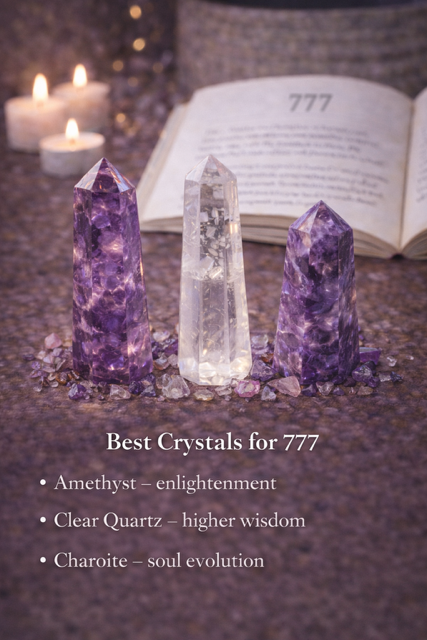 777
Best Crystals for 777
• Amethyst – enlightenment
• Clear Quartz – higher wisdom
• Charoite – soul evolution